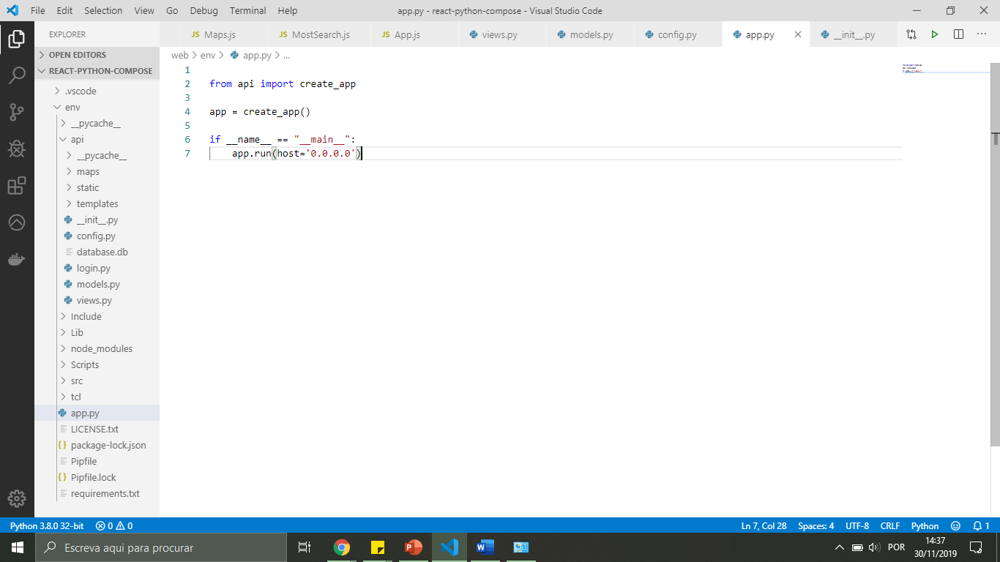 File Edit Selection View Go Debug Terminal Help
app.py - react-python-compose - Visual Studio Code
EXPLORER
JS Maps.js
JS MostSearch.js
JS App.js
views.py
models.py
config.py
app.py
__init__.py
OPEN EDITORS
REACT-PYTHON-COMPOSE
.vscode
env
__pycache__
api
__pycache__
maps
static
templates
__init__.py
config.py
database.db
login.py
models.py
views.py
Include
Lib
node_modules
Scripts
src
tcl
app.py
LICENSE.txt
{} package-lock.json
Pipfile
{} Pipfile.lock
requirements.txt
web > env > app.py > ...
1
2 from api import create_app
3
4 app = create_app()
5
6 if __name__ == "__main__":
7 app.run(host='0.0.0.0')
Python 3.8.0 32-bit 0 0
Ln 7, Col 28 Spaces: 4 UTF-8 CRLF Python 1
Escreva aqui para procurar
POR
14:37
30/11/2019